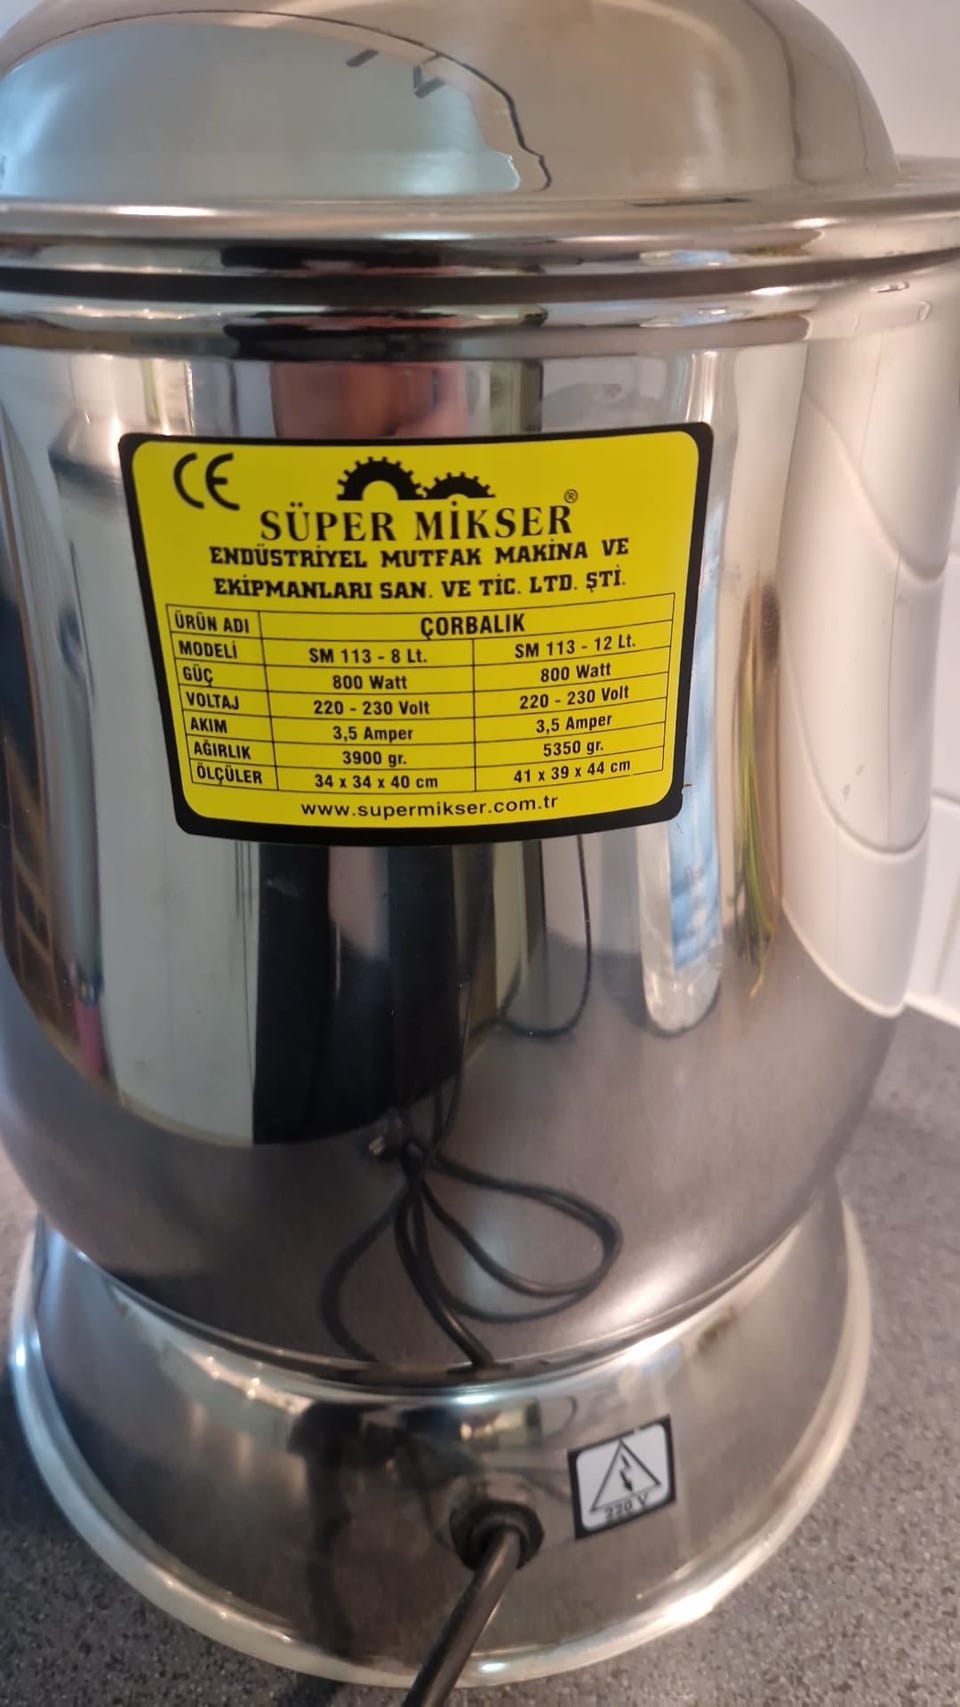 CE
SÜPER MİKSER®
ENDÜSTRİYEL MUTFAK MAKİNA VE
EKİPMANLARI SAN. VE TİC. LTD. ŞTİ.
ÜRÜN ADI ÇORBALIK
MODELİ SM 113 - 8 Lt. SM 113 - 12 Lt.
GÜÇ 800 Watt 800 Watt
VOLTAJ 220 - 230 Volt 220 - 230 Volt
AKIM 3,5 Amper 3,5 Amper
AĞIRLIK 3900 gr. 5350 gr.
ÖLÇÜLER 34 x 34 x 40 cm 41 x 39 x 44 cm
www.supermikser.com.tr
220 V